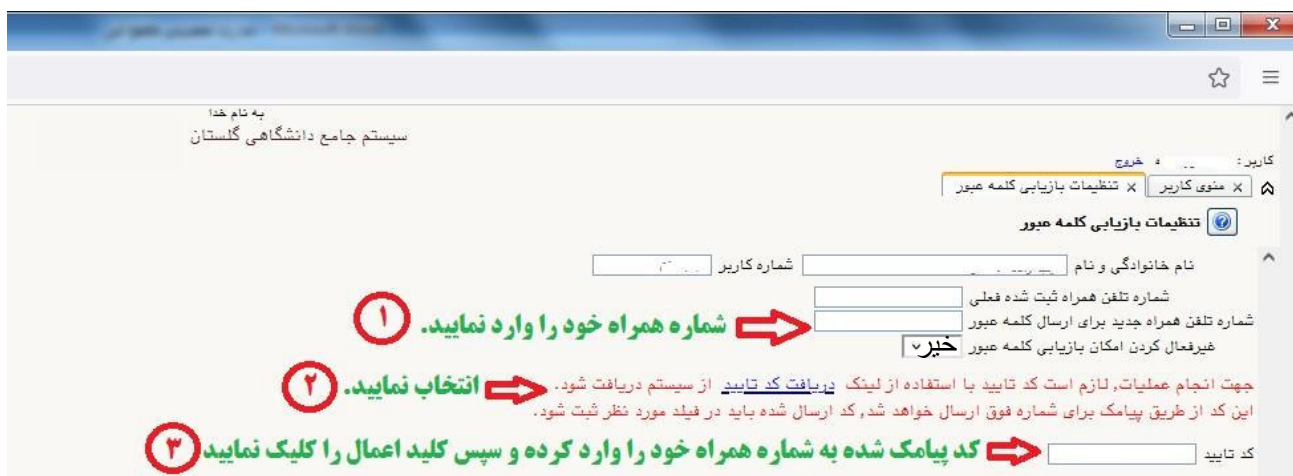 به نام خدا
سیستم جامع دانشگاهی گلستان
کاربر : خروج
منوی کاربر x تنظیمات بازیابی کلمه عبور x
تنظیمات بازیابی کلمه عبور
نام خانوادگی و نام شماره کاربر
شماره تلفن همراه ثبت شده فعلی
شماره تلفن همراه جدید برای ارسال کلمه عبور شماره همراه خود را وارد نمایید. ۱
غیرفعال کردن امکان بازیابی کلمه عبور خیر
جهت انجام عملیات, لازم است کد تایید با استفاده از لینک دریافت کد تایید از سیستم دریافت شود. انتخاب نمایید. ۲
این کد از طریق پیامک برای شماره فوق ارسال خواهد شد, کد ارسال شده باید در فیلد مورد نظر ثبت شود.
کد تایید کد پیامک شده به شماره همراه خود را وارد کرده و سپس کلید اعمال را کلیک نمایید ۳